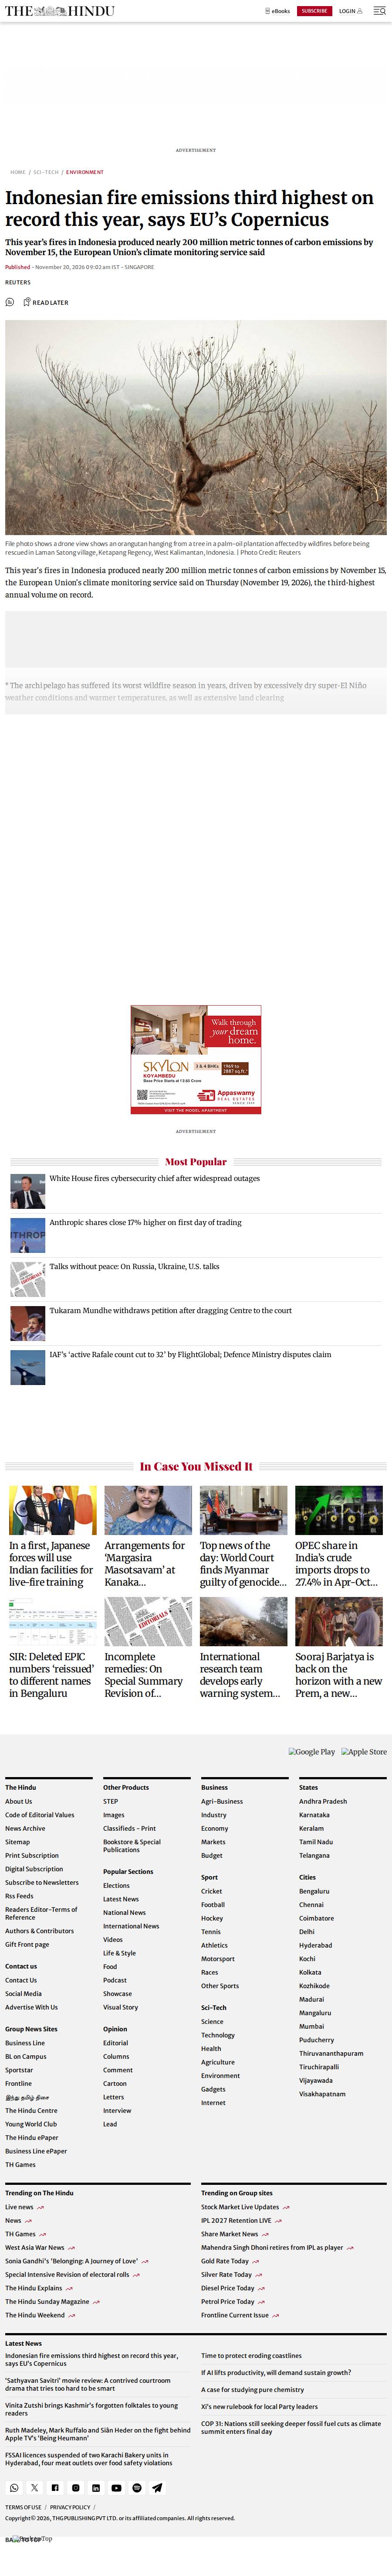 THE HINDU
eBooks
SUBSCRIBE
LOGIN
ADVERTISEMENT
HOME / SCI-TECH / ENVIRONMENT
Indonesian fire emissions third highest on
record this year, says EU’s Copernicus
This year’s fires in Indonesia produced nearly 200 million metric tonnes of carbon emissions by
November 15, the European Union’s climate monitoring service said
Published - November 20, 2026 09:02 am IST - SINGAPORE
REUTERS
READ LATER
File photo shows a drone view shows an orangutan hanging from a tree in a palm-oil plantation affected by wildfires before being
rescued in Laman Satong village, Ketapang Regency, West Kalimantan, Indonesia. | Photo Credit: Reuters
This year’s fires in Indonesia produced nearly 200 million metric tonnes of carbon emissions by November 15,
the European Union’s climate monitoring service said on Thursday (November 19, 2026), the third-highest
annual volume on record.
* The archipelago has suffered its worst wildfire season in years, driven by excessively dry super-El Niño
weather conditions and warmer temperatures, as well as extensive land clearing
Walk through
your dream
home.
SKYLON
KOYAMBEDU
3 & 4 BHKs
Base Price Starts at ₹3.60 Crore
Appaswamy
REAL ESTATES
VISIT THE MODEL APARTMENT
ADVERTISEMENT
Most Popular
White House fires cybersecurity chief after widespread outages
Anthropic shares close 17% higher on first day of trading
Talks without peace: On Russia, Ukraine, U.S. talks
Tukaram Mundhe withdraws petition after dragging Centre to the court
IAF’s ‘active Rafale count cut to 32’ by FlightGlobal; Defence Ministry disputes claim
In Case You Missed It
In a first, Japanese
forces will use
Indian facilities for
live-fire training
Arrangements for
‘Margasira
Masotsavam’ at
Kanaka...
Top news of the
day: World Court
finds Myanmar
guilty of genocide...
OPEC share in
India’s crude
imports drops to
27.4% in Apr-Oct...
SIR: Deleted EPIC
numbers ‘reissued’
to different names
in Bengaluru
Incomplete
remedies: On
Special Summary
Revision of...
International
research team
develops early
warning system...
Sooraj Barjatya is
back on the
horizon with a new
Prem, a new...
Google Play
Apple Store
The Hindu
About Us
Code of Editorial Values
News Archive
Sitemap
Print Subscription
Digital Subscription
Subscribe to Newsletters
Rss Feeds
Readers Editor-Terms of
Reference
Authors & Contributors
Gift Front page
Contact us
Contact Us
Social Media
Advertise With Us
Group News Sites
Business Line
BL on Campus
Sportstar
Frontline
இந்து தமிழ் திசை
The Hindu Centre
Young World Club
The Hindu ePaper
Business Line ePaper
TH Games
Other Products
STEP
Images
Classifieds - Print
Bookstore & Special
Publications
Popular Sections
Elections
Latest News
National News
International News
Videos
Life & Style
Food
Podcast
Showcase
Visual Story
Opinion
Editorial
Columns
Comment
Cartoon
Letters
Interview
Lead
Business
Agri-Business
Industry
Economy
Markets
Budget
Sport
Cricket
Football
Hockey
Tennis
Athletics
Motorsport
Races
Other Sports
Sci-Tech
Science
Technology
Health
Agriculture
Environment
Gadgets
Internet
States
Andhra Pradesh
Karnataka
Keralam
Tamil Nadu
Telangana
Cities
Bengaluru
Chennai
Coimbatore
Delhi
Hyderabad
Kochi
Kolkata
Kozhikode
Madurai
Mangaluru
Mumbai
Puducherry
Thiruvananthapuram
Tiruchirapalli
Vijayawada
Visakhapatnam
Trending on The Hindu
Live news
News
TH Games
West Asia War News
Sonia Gandhi's 'Belonging: A Journey of Love'
Special Intensive Revision of electoral rolls
The Hindu Explains
The Hindu Sunday Magazine
The Hindu Weekend
Trending on Group sites
Stock Market Live Updates
IPL 2027 Retention LIVE
Share Market News
Mahendra Singh Dhoni retires from IPL as player
Gold Rate Today
Silver Rate Today
Diesel Price Today
Petrol Price Today
Frontline Current Issue
Latest News
Indonesian fire emissions third highest on record this year,
says EU’s Copernicus
‘Sathyavan Savitri’ movie review: A contrived courtroom
drama that tries too hard to be smart
Vinita Zutshi brings Kashmir’s forgotten folktales to young
readers
Ruth Madeley, Mark Ruffalo and Siân Heder on the fight behind
Apple TV’s ‘Being Heumann’
FSSAI licences suspended of two Karachi Bakery units in
Hyderabad, four meat outlets over food safety violations
Time to protect eroding coastlines
If AI lifts productivity, will demand sustain growth?
A case for studying pure chemistry
Xi’s new rulebook for local Party leaders
COP 31: Nations still seeking deeper fossil fuel cuts as climate
summit enters final day
TERMS OF USE / PRIVACY POLICY /
Copyright© 2026, THG PUBLISHING PVT LTD. or its affiliated companies. All rights reserved.
BACK TO TOP